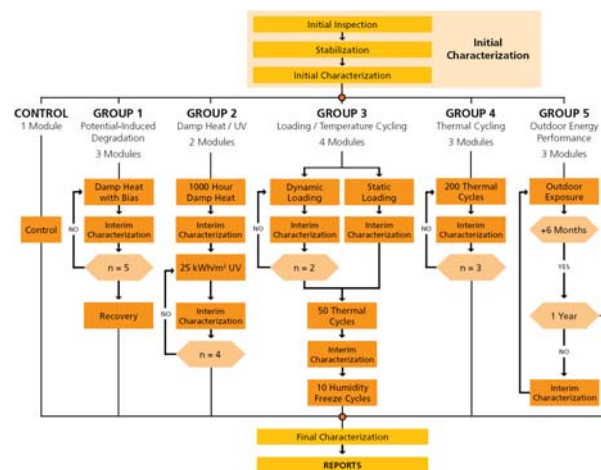 Initial Inspection
Stabilization
Initial Characterization
Initial
Characterization
CONTROL
1 Module
Control
GROUP 1
Potential-Induced
Degradation
3 Modules
Damp Heat
with Bias
Interim
Characterization
NO
n = 5
Recovery
GROUP 2
Damp Heat / UV
2 Modules
1000 Hour
Damp Heat
Interim
Characterization
25 kWh/m² UV
NO
Interim
Characterization
n = 4
GROUP 3
Loading / Temperature Cycling
4 Modules
Dynamic
Loading
Static
Loading
Interim
Characterization
Interim
Characterization
NO
n = 2
50 Thermal
Cycles
Interim
Characterization
10 Humidity
Freeze Cycles
GROUP 4
Thermal Cycling
3 Modules
200 Thermal
Cycles
Interim
Characterization
NO
n = 3
GROUP 5
Outdoor Energy
Performance
3 Modules
Outdoor
Exposure
+6 Months
YES
1 Year
NO
Interim
Characterization
Final Characterization
REPORTS